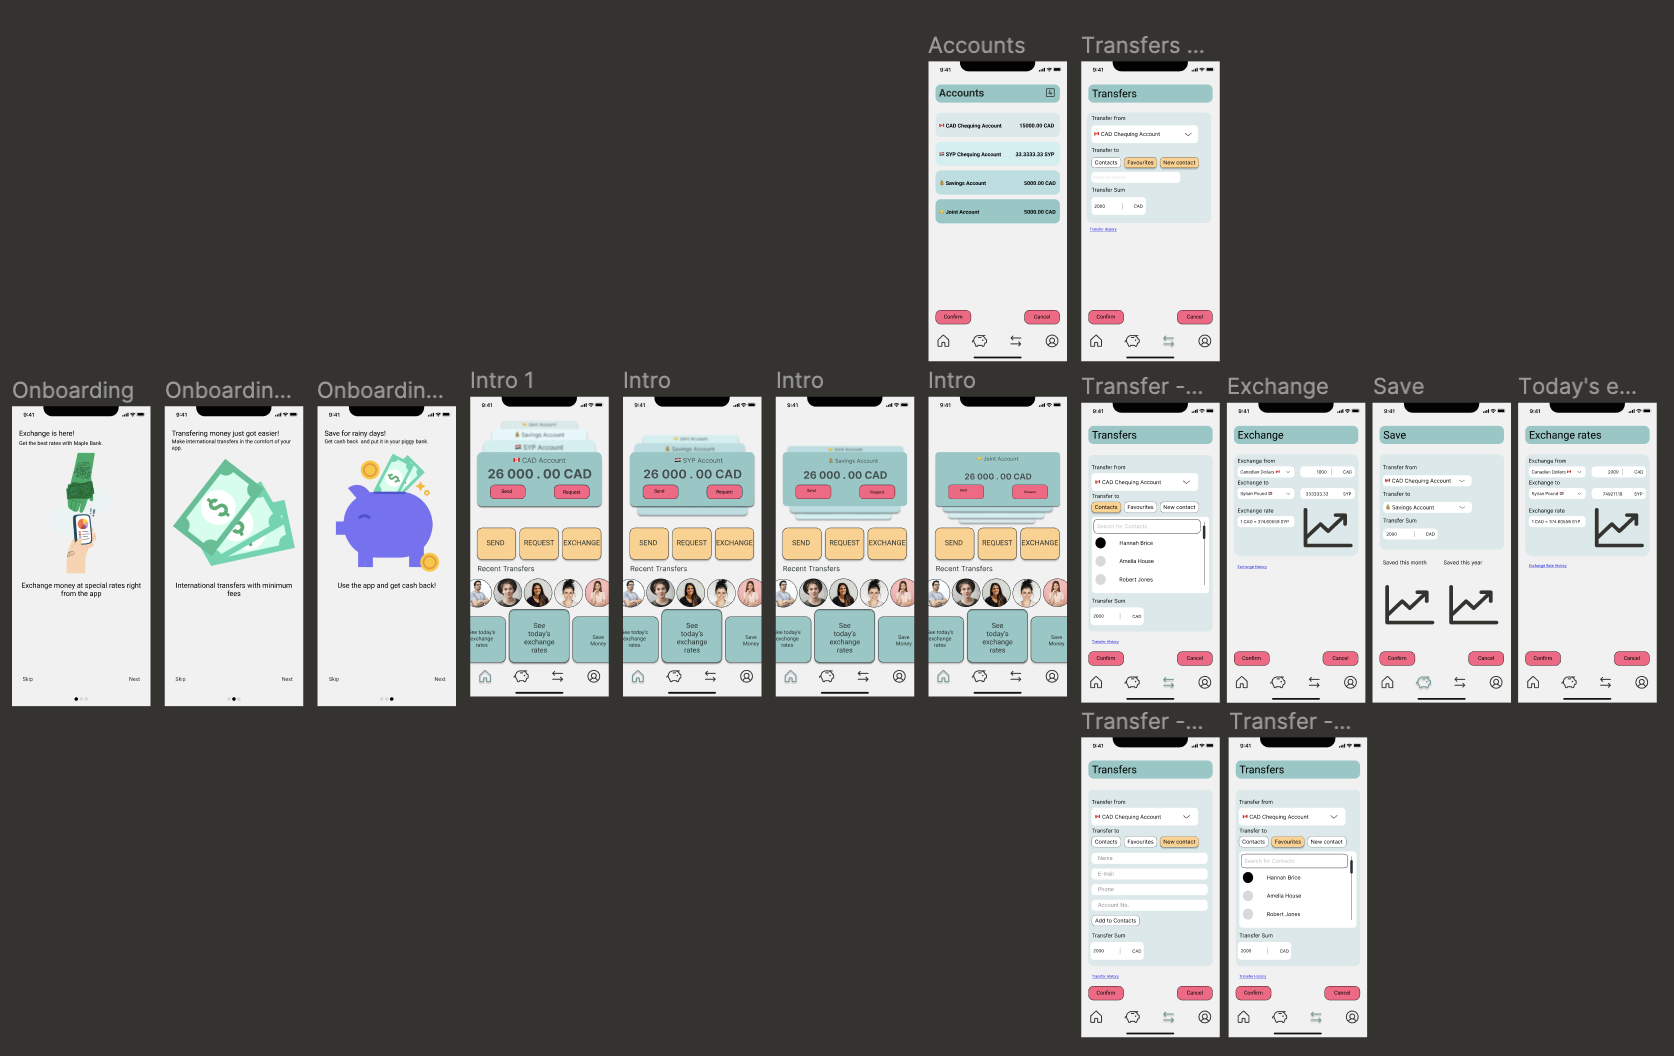 Accounts
9:41
Accounts
CAD Chequing Account 15000.00 CAD
SYP Chequing Account 33.3333.33 SYP
Savings Account 5000.00 CAD
Joint Account 5000.00 CAD
Confirm Cancel
Transfers ...
9:41
Transfers
Transfer from
CAD Chequing Account
Transfer to
Contacts Favourites New contact
Transfer Sum
2000 CAD
Transfer History
Confirm Cancel
Onboarding
9:41
Exchange is here!
Get the best rates with Maple Bank.
Exchange money at special rates right
from the app
Skip Next
Onboardin...
9:41
Transfering money just got easier!
Make international transfers in the comfort of your
app.
International transfers with minimum
fees
Skip Next
Onboardin...
9:41
Save for rainy days!
Get cash back and put it in your piggy bank.
Use the app and get cash back!
Skip Next
Intro 1
9:41
Joint Account
Savings Account
SYP Account
CAD Account
26 000 . 00 CAD
Send Request
SEND REQUEST EXCHANGE
Recent Transfers
See today's
exchange
rates
See
today's
exchange
rates
Save
Money
Intro
9:41
Joint Account
Savings Account
SYP Account
26 000 . 00 CAD
Send Request
SEND REQUEST EXCHANGE
Recent Transfers
See today's
exchange
rates
See
today's
exchange
rates
Save
Money
Intro
9:41
Joint Account
Savings Account
26 000 . 00 CAD
Send Request
SEND REQUEST EXCHANGE
Recent Transfers
See today's
exchange
rates
See
today's
exchange
rates
Save
Money
Intro
9:41
Joint Account
26 000 . 00 CAD
Send Request
SEND REQUEST EXCHANGE
Recent Transfers
See today's
exchange
rates
See
today's
exchange
rates
Save
Money
Transfer -...
9:41
Transfers
Transfer from
CAD Chequing Account
Transfer to
Contacts Favourites New contact
Search for Contacts
Hannah Brice
Amelia House
Robert Jones
Transfer Sum
2000 CAD
Transfer History
Confirm Cancel
Exchange
9:41
Exchange
Exchange from
Canadian Dollars 1000 CAD
Exchange to
Syrian Pound 333333.33 SYP
Exchange rate
1 CAD = 374.60559 SYP
Exchange History
Confirm Cancel
Save
9:41
Save
Transfer from
CAD Chequing Account
Transfer to
Savings Account
Transfer Sum
2000 CAD
Saved this month Saved this year
Confirm Cancel
Today's e...
9:41
Exchange rates
Exchange from
Canadian Dollars 2000 CAD
Exchange to
Syrian Pound 749211.18 SYP
Exchange rate
1 CAD = 374.60559 SYP
Exchange Rate History
Confirm Cancel
Transfer -...
9:41
Transfers
Transfer from
CAD Chequing Account
Transfer to
Contacts Favourites New contact
Name
E-mail
Phone
Account No.
Add to Contacts
Transfer Sum
2000 CAD
Transfer History
Confirm Cancel
Transfer -...
9:41
Transfers
Transfer from
CAD Chequing Account
Transfer to
Contacts Favourites New contact
Search for Contacts
Hannah Brice
Amelia House
Robert Jones
Transfer Sum
2000 CAD
Transfer History
Confirm Cancel